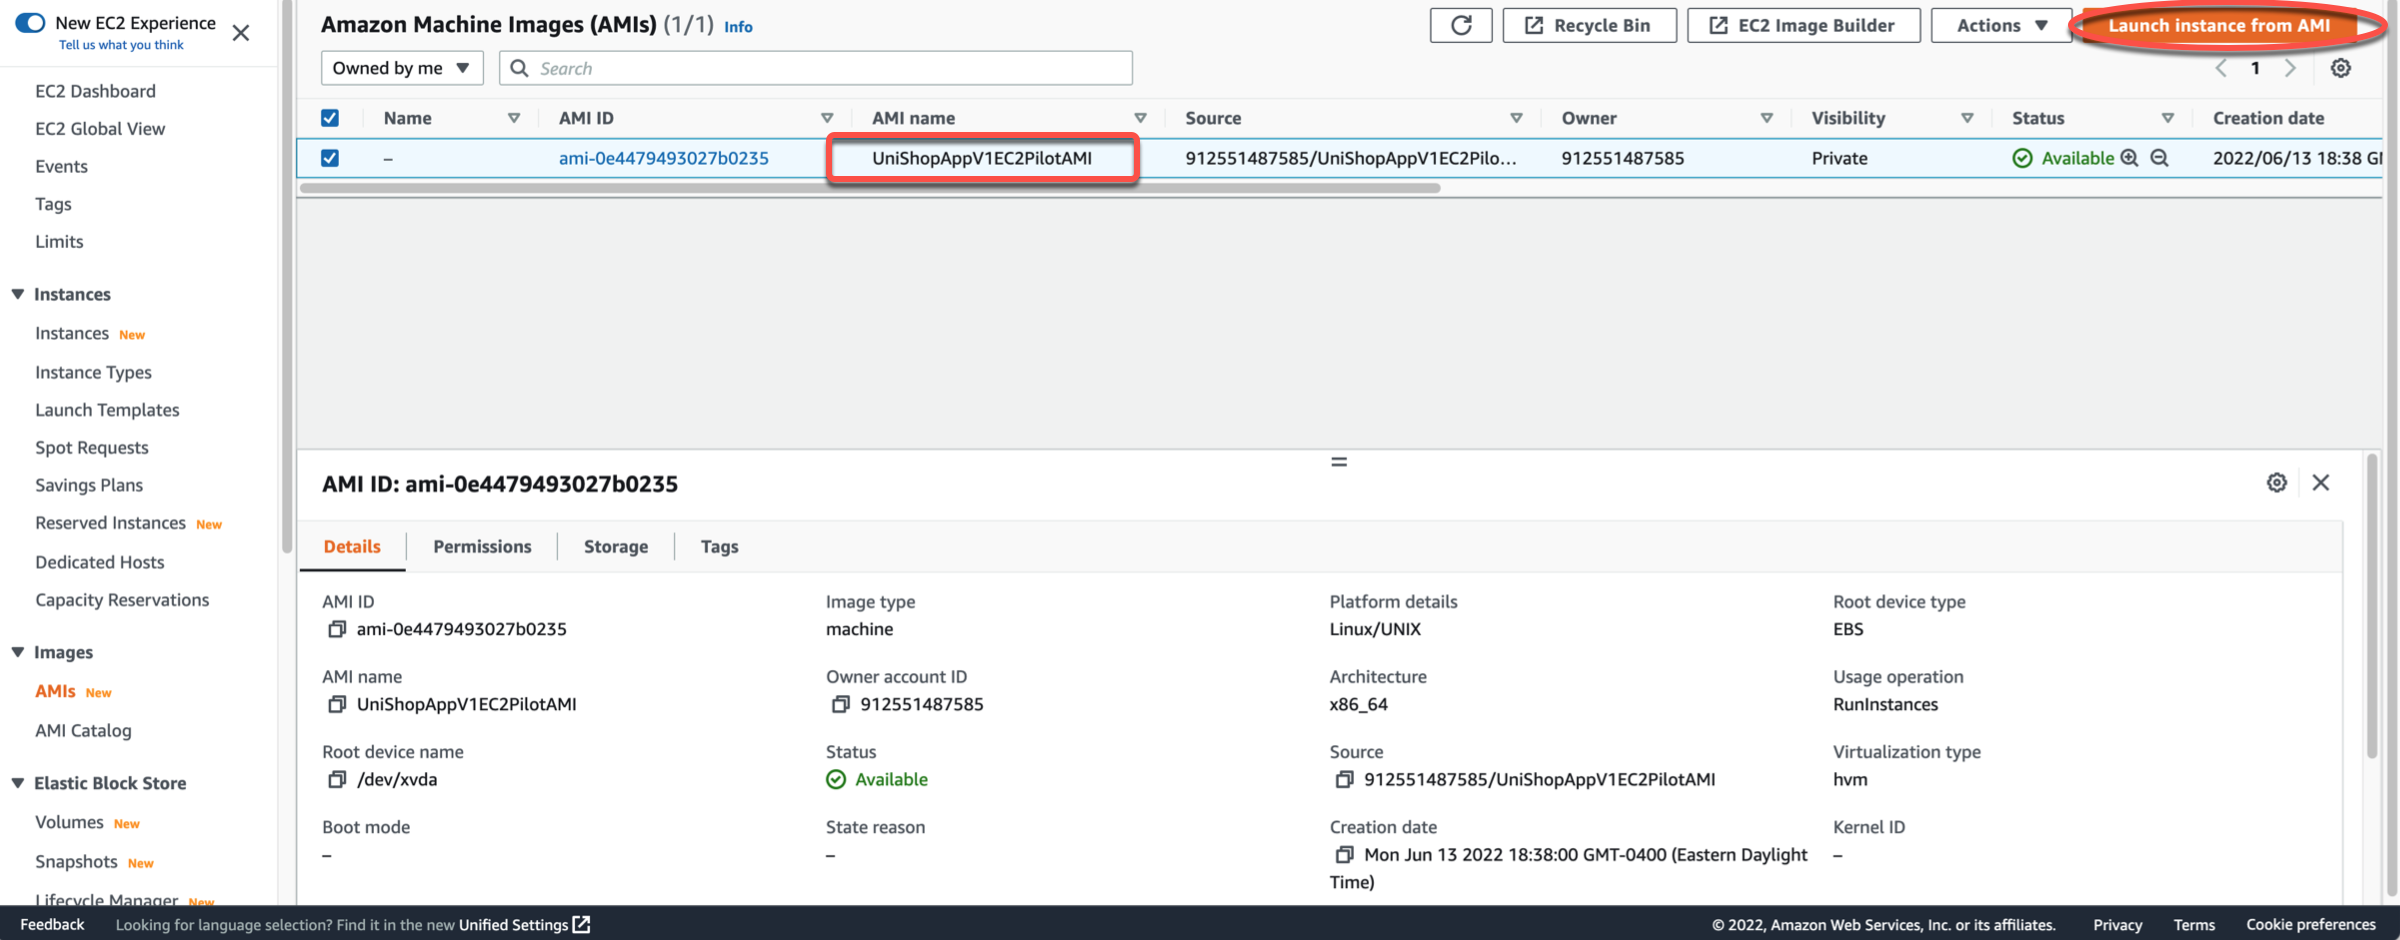 New EC2 Experience
Tell us what you think
EC2 Dashboard
EC2 Global View
Events
Tags
Limits
Instances
Instances New
Instance Types
Launch Templates
Spot Requests
Savings Plans
Reserved Instances New
Dedicated Hosts
Capacity Reservations
Images
AMIs New
AMI Catalog
Elastic Block Store
Volumes New
Snapshots New
Lifecycle Manager New
Amazon Machine Images (AMIs) (1/1) Info
Recycle Bin
EC2 Image Builder
Actions
Launch instance from AMI
Owned by me
Search
1
Name AMI ID AMI name Source Owner Visibility Status Creation date
– ami-0e4479493027b0235 UniShopAppV1EC2PilotAMI 912551487585/UniShopAppV1EC2Pilo... 912551487585 Private Available 2022/06/13 18:38 GM
AMI ID: ami-0e4479493027b0235
Details Permissions Storage Tags
AMI ID Image type Platform details Root device type
ami-0e4479493027b0235 machine Linux/UNIX EBS
AMI name Owner account ID Architecture Usage operation
UniShopAppV1EC2PilotAMI 912551487585 x86_64 RunInstances
Root device name Status Source Virtualization type
/dev/xvda Available 912551487585/UniShopAppV1EC2PilotAMI hvm
Boot mode State reason Creation date Kernel ID
– – Mon Jun 13 2022 18:38:00 GMT-0400 (Eastern Daylight –
Time)
Feedback Looking for language selection? Find it in the new Unified Settings © 2022, Amazon Web Services, Inc. or its affiliates. Privacy Terms Cookie preferences